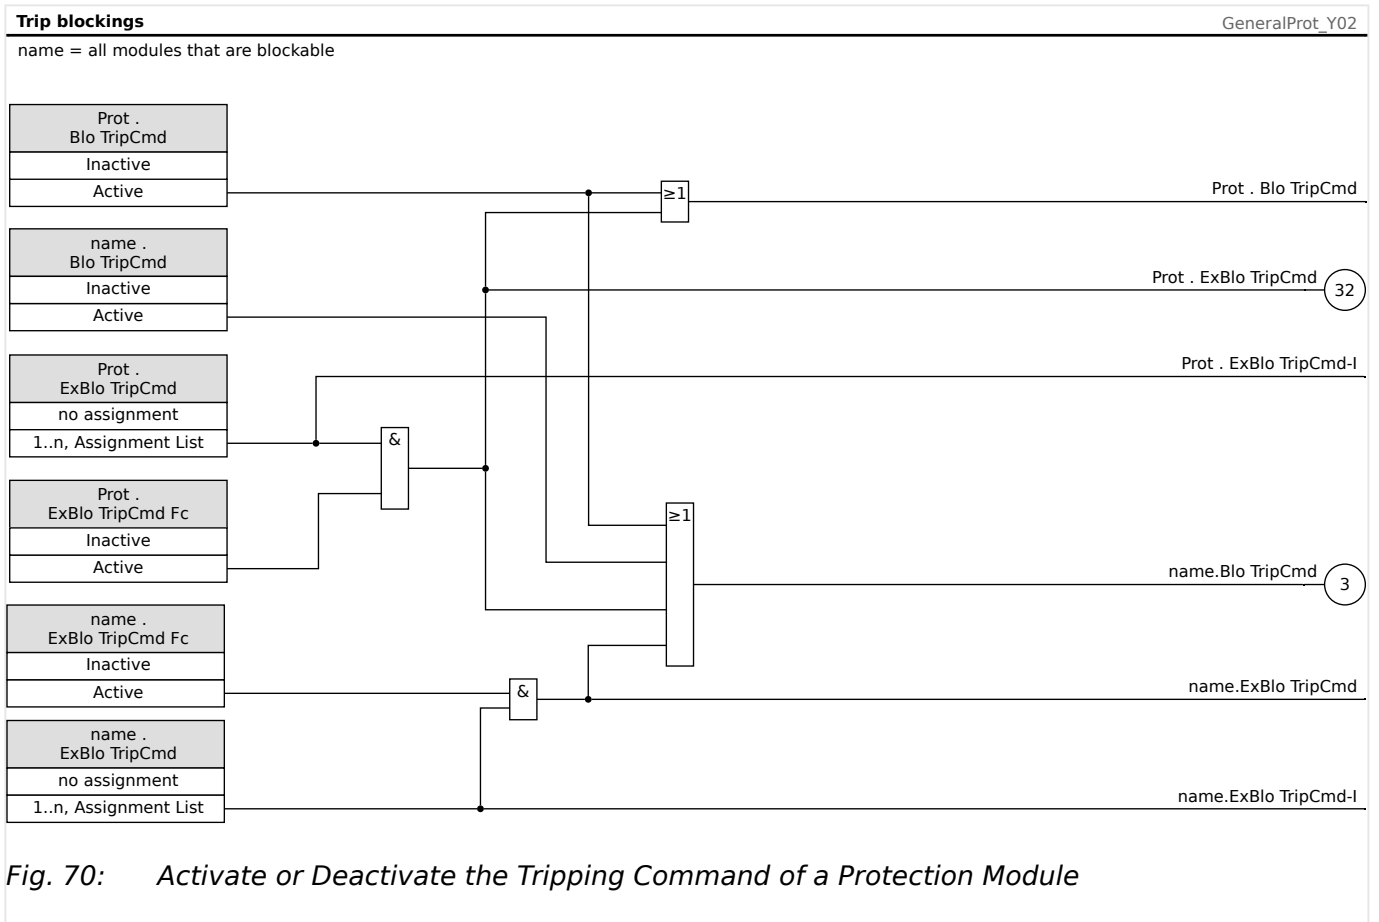 Trip blockings
GeneralProt_Y02
name = all modules that are blockable
Prot .
Blo TripCmd
Inactive
Active
≥1
Prot . Blo TripCmd
name .
Blo TripCmd
Inactive
Active
Prot . ExBlo TripCmd
32
Prot .
ExBlo TripCmd
no assignment
1..n, Assignment List
Prot . ExBlo TripCmd-I
&
Prot .
ExBlo TripCmd Fc
Inactive
Active
≥1
name.Blo TripCmd
3
name .
ExBlo TripCmd Fc
Inactive
Active
&
name.ExBlo TripCmd
name .
ExBlo TripCmd
no assignment
1..n, Assignment List
name.ExBlo TripCmd-I
Fig. 70: Activate or Deactivate the Tripping Command of a Protection Module